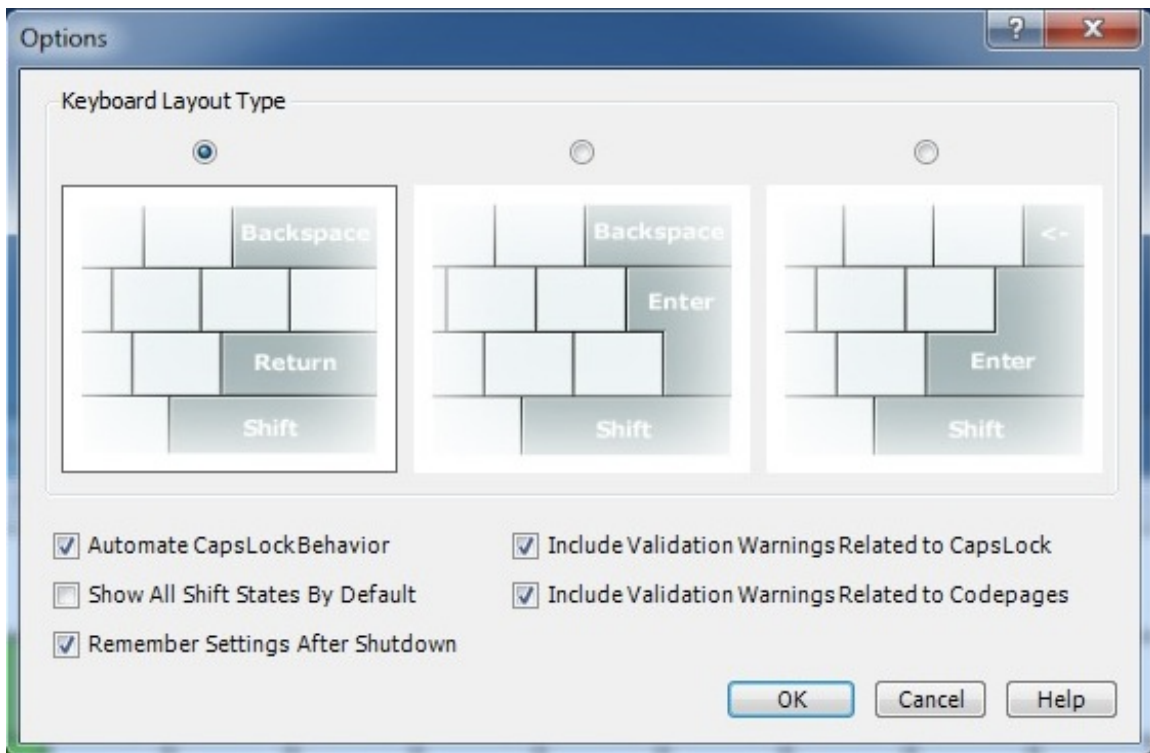 Options
?
X
Keyboard Layout Type
Backspace
Return
Shift
Backspace
Enter
Shift
<-
Enter
Shift
Automate CapsLock Behavior
Include Validation Warnings Related to CapsLock
Show All Shift States By Default
Include Validation Warnings Related to Codepages
Remember Settings After Shutdown
OK Cancel Help